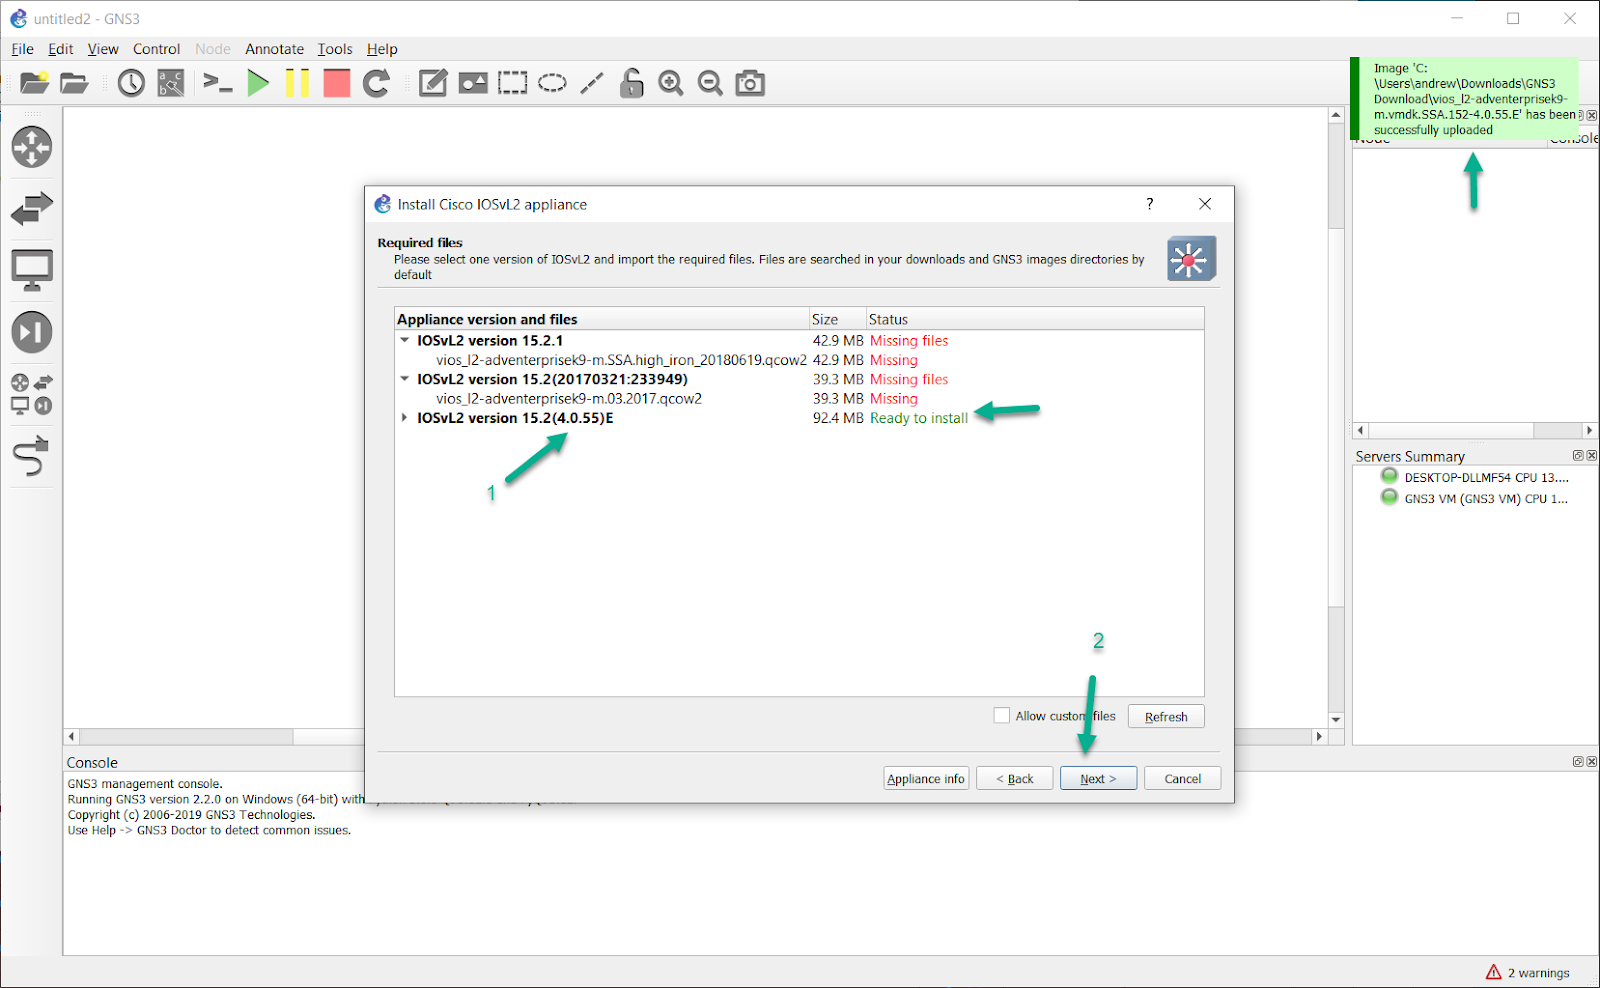 untitled2 - GNS3
File Edit View Control Node Annotate Tools Help
Image 'C:
\Users\andrew\Downloads\GNS3
Download\vios_l2-adventerprisek9-
m.vmdk.SSA.152-4.0.55.E' has been
successfully uploaded
Node Console
Install Cisco IOSvL2 appliance
?
Required files
Please select one version of IOSvL2 and import the required files. Files are searched in your downloads and GNS3 images directories by
default
Appliance version and files Size Status
IOSvL2 version 15.2.1 42.9 MB Missing files
vios_l2-adventerprisek9-m.SSA.high_iron_20180619.qcow2 42.9 MB Missing
IOSvL2 version 15.2(20170321:233949) 39.3 MB Missing files
vios_l2-adventerprisek9-m.03.2017.qcow2 39.3 MB Missing
IOSvL2 version 15.2(4.0.55)E 92.4 MB Ready to install
1
2
Allow custom files Refresh
Appliance info < Back Next > Cancel
Servers Summary
DESKTOP-DLLMF54 CPU 13....
GNS3 VM (GNS3 VM) CPU 1...
Console
GNS3 management console.
Running GNS3 version 2.2.0 on Windows (64-bit) with
Copyright (c) 2006-2019 GNS3 Technologies.
Use Help -> GNS3 Doctor to detect common issues.
2 warnings